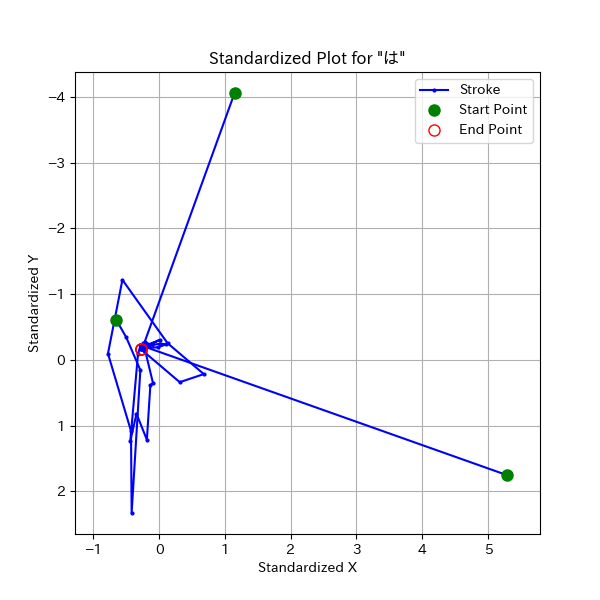 Standardized Plot for "は"
Stroke
Start Point
End Point
−4
−3
−2
−1
0
1
2
Standardized Y
−1 0 1 2 3 4 5
Standardized X